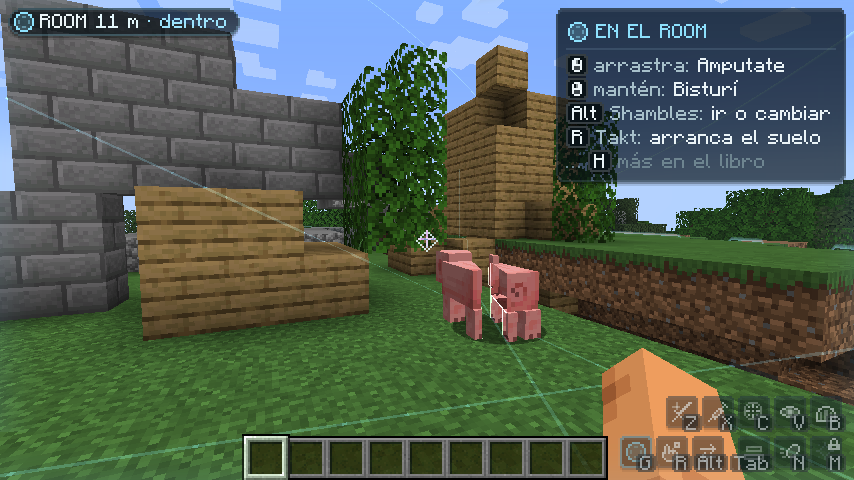 ROOM 11 m · dentro
EN EL ROOM
arrastra: Amputate
mantén: Bisturí
Alt Shambles: ir o cambiar
R Takt: arranca el suelo
H más en el libro
Z X C V B
G R Alt Tab N M